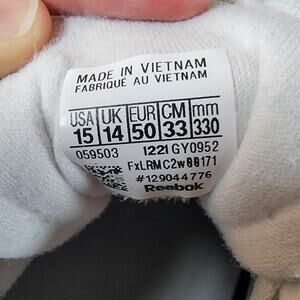 MADE IN VIETNAM
FABRIQUÉ AU VIETNAM
USA UK EUR CM mm
15 14 50 33 330
059503 1221 GY0952
FxLRMC2w00171
#129044776
Reebok